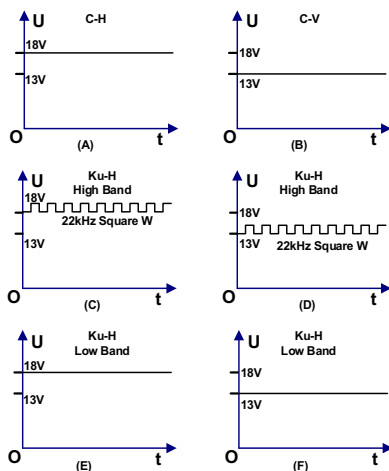 U
C-H
18V
13V
O
t
(A)
U
C-V
18V
13V
O
t
(B)
U
Ku-H
High Band
18V
22kHz Square W
13V
O
t
(C)
U
Ku-H
High Band
18V
13V
22kHz Square W
O
t
(D)
U
Ku-H
Low Band
18V
13V
O
t
(E)
U
Ku-H
Low Band
18V
13V
O
t
(F)